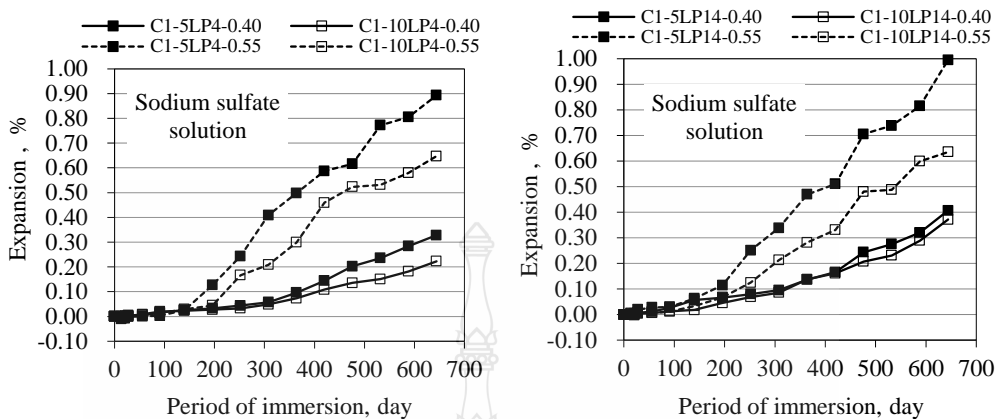 C1-5LP4-0.40 C1-10LP4-0.40
C1-5LP4-0.55 C1-10LP4-0.55
1.00
0.90
0.80
0.70
0.60
0.50
0.40
0.30
0.20
0.10
0.00
-0.10
Expansion , %
Sodium sulfate
solution
0 100 200 300 400 500 600 700
Period of immersion, day
C1-5LP14-0.40 C1-10LP14-0.40
C1-5LP14-0.55 C1-10LP14-0.55
1.00
0.90
0.80
0.70
0.60
0.50
0.40
0.30
0.20
0.10
0.00
-0.10
Expansion , %
Sodium sulfate
solution
0 100 200 300 400 500 600 700
Period of immersion, day